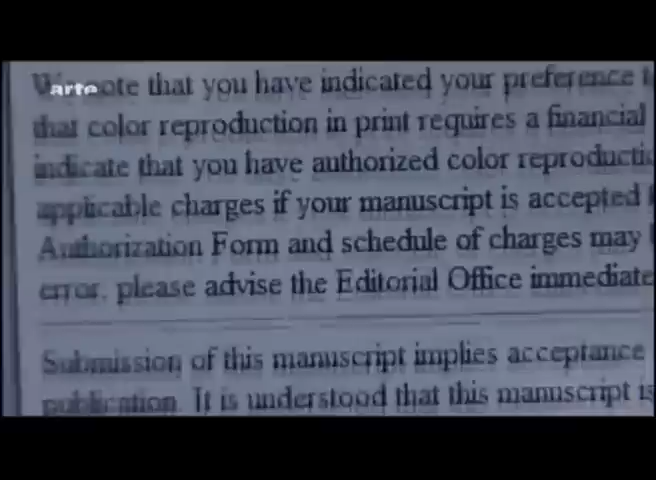 arte
We note that you have indicated your preference
that color reproduction in print requires a financial
indicate that you have authorized color
applicable charges if your manuscript is accepted
Authorization Form and schedule of charges may
error, please advise the Editorial Office
Submission of this manuscript implies acceptance
publication. It is understood that this manuscript is